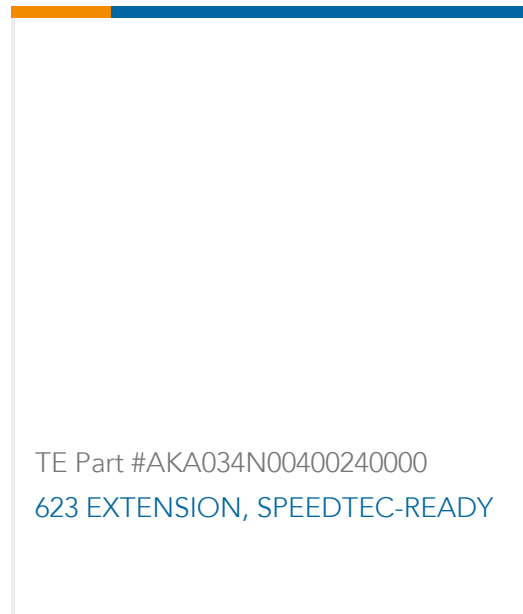 TE Part #AKA034N00400240000
623 EXTENSION, SPEEDTEC-READY